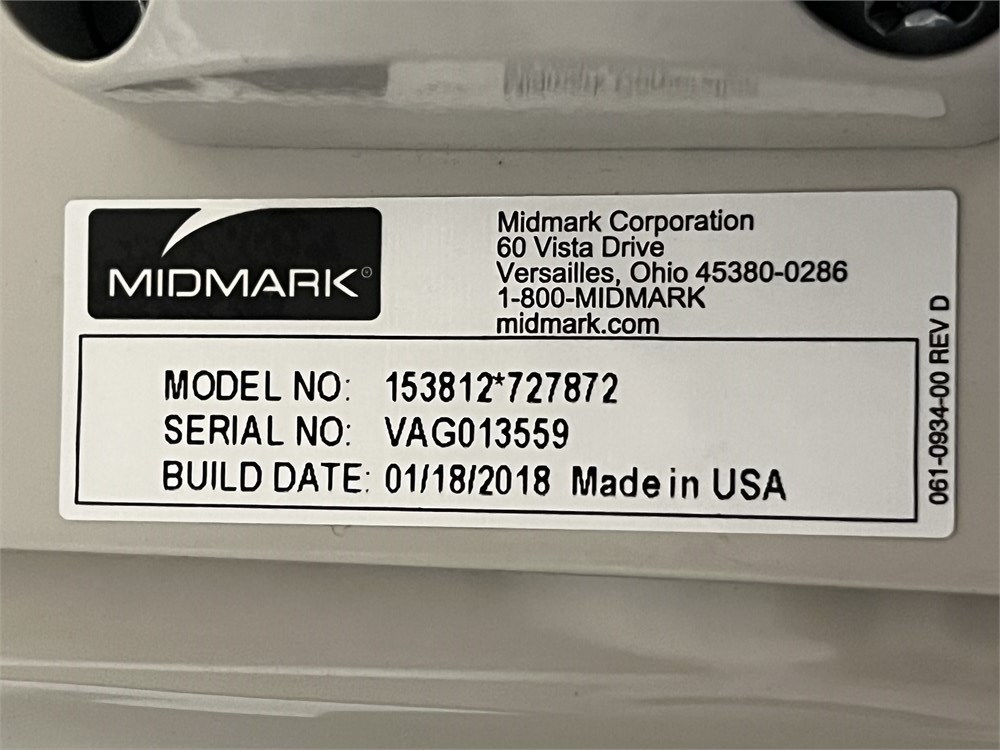 MIDMARK®
Midmark Corporation
60 Vista Drive
Versailles, Ohio 45380-0286
1-800-MIDMARK
midmark.com
MODEL NO: 153812*727872
SERIAL NO: VAG013559
BUILD DATE: 01/18/2018 Made in USA
061-0934-00 REV D